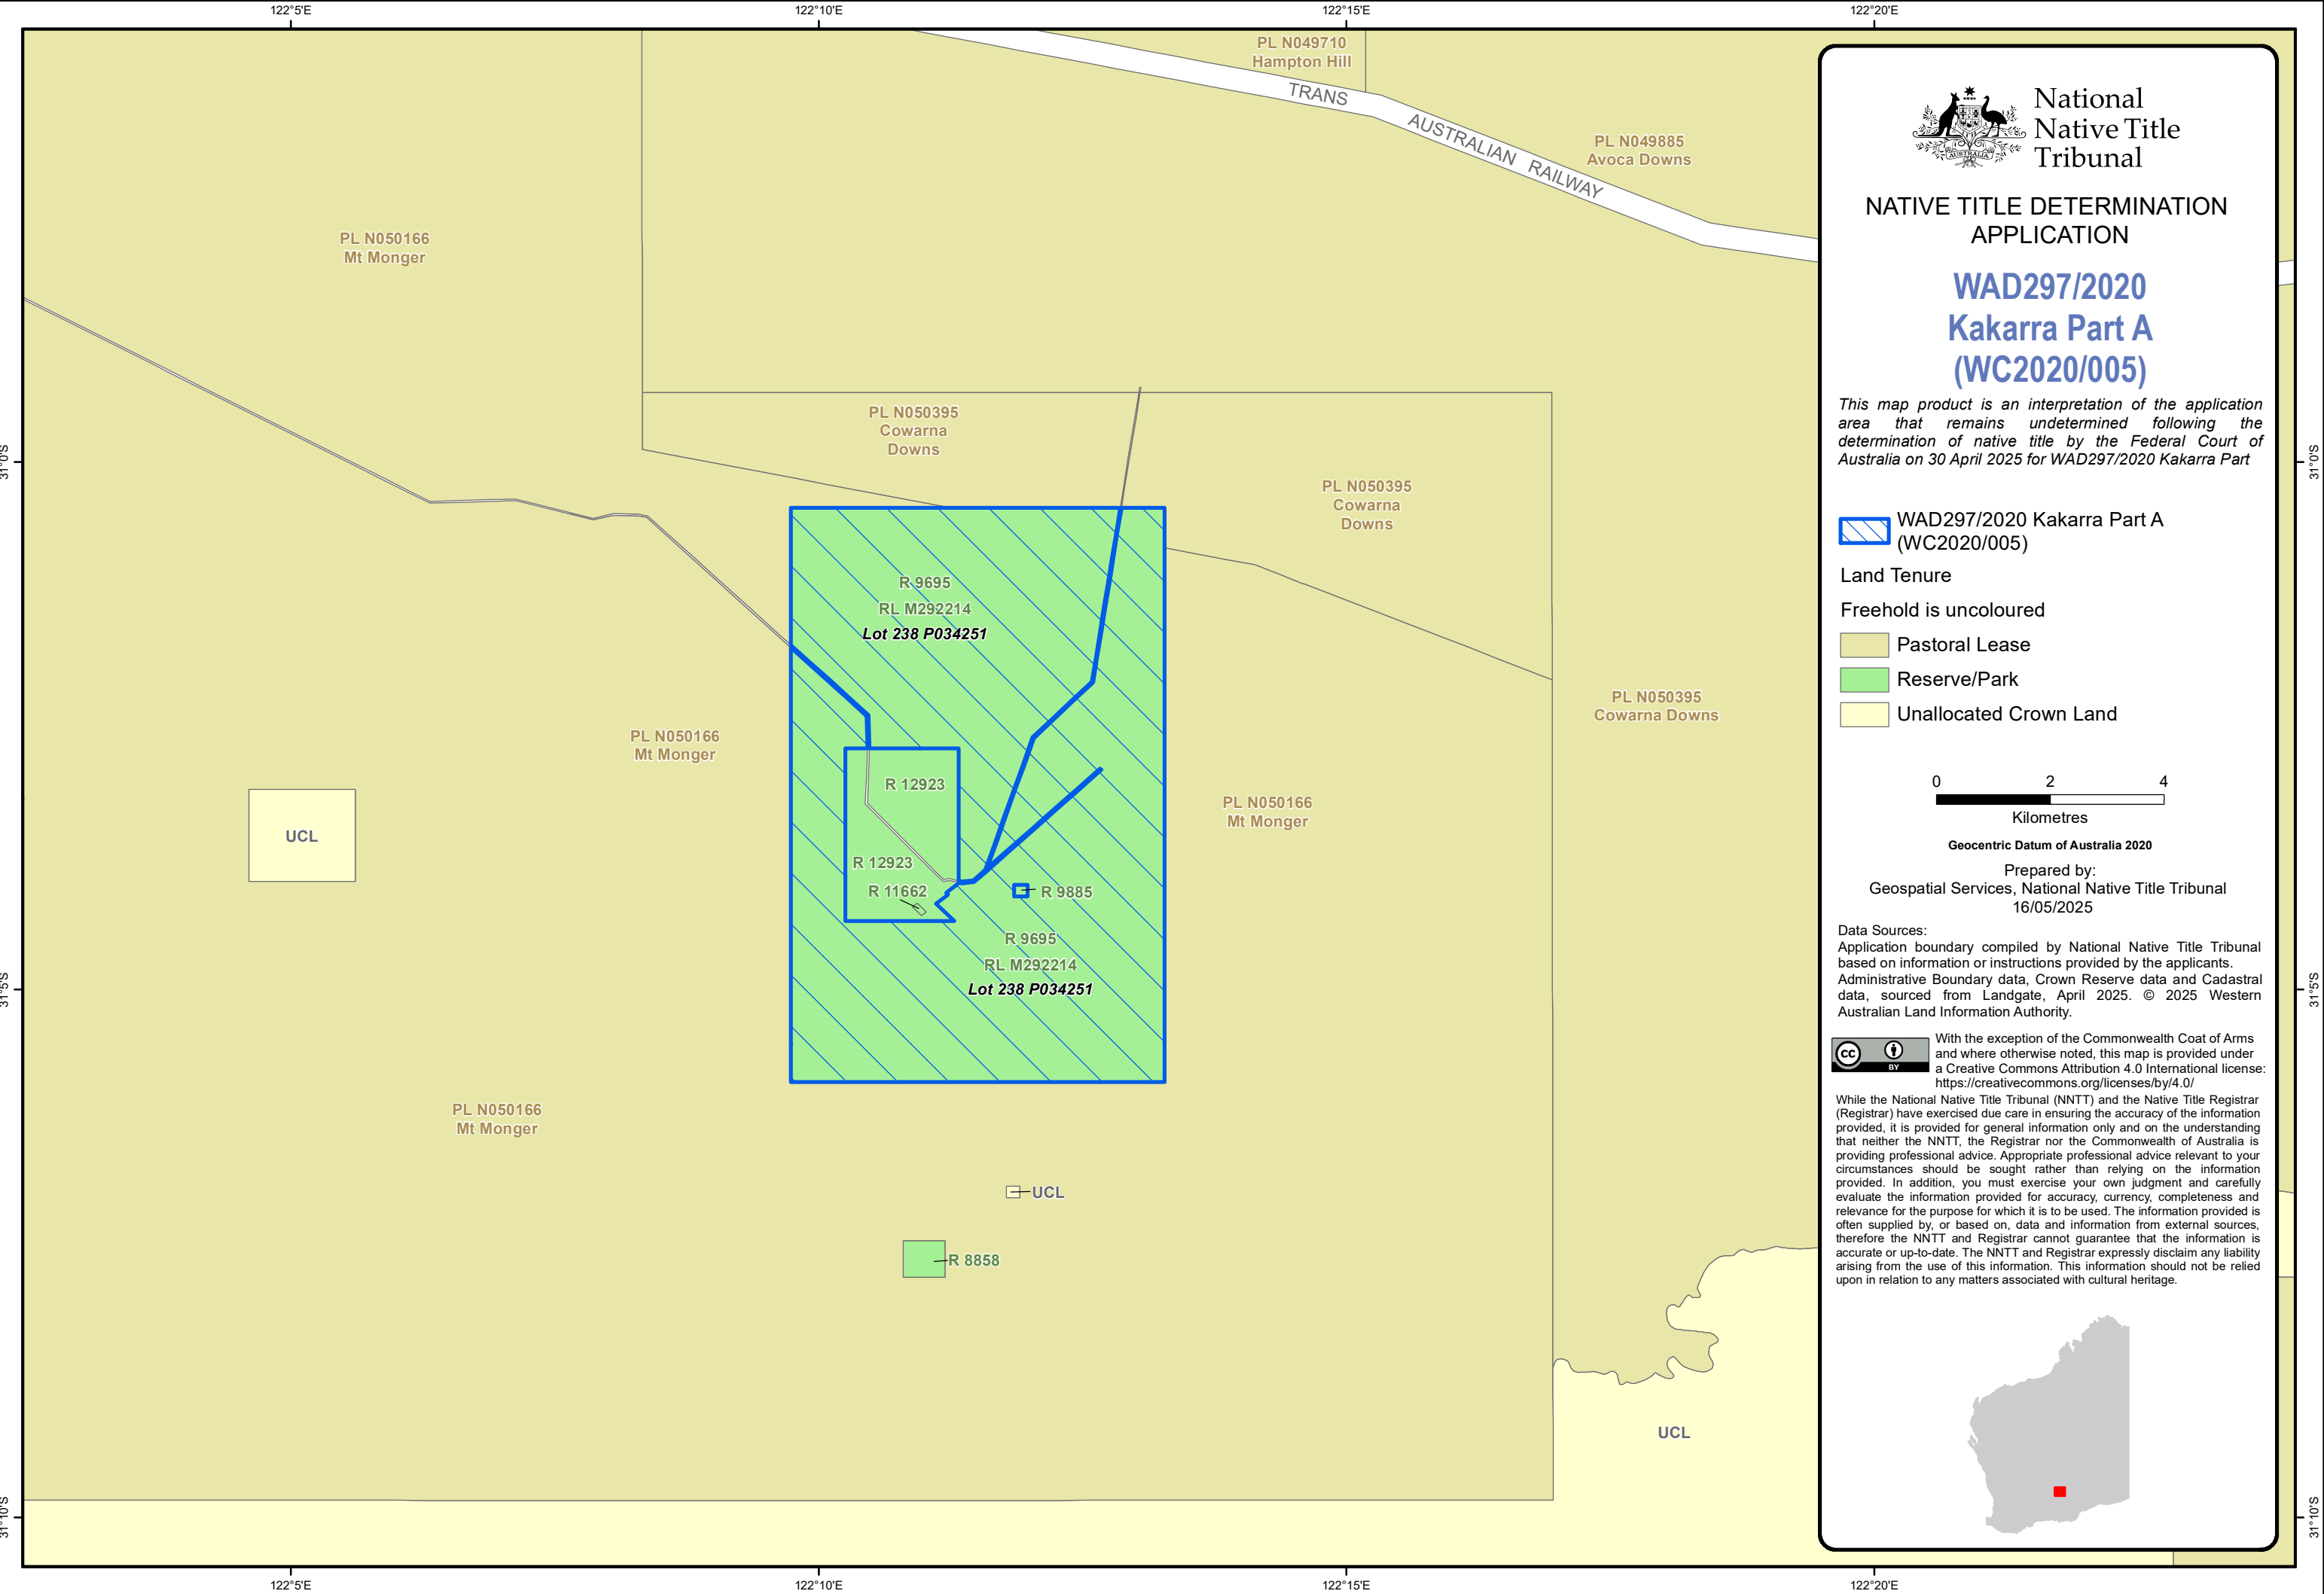 122°5'E
122°10'E
122°15'E
122°20'E
PL N049710
Hampton Hill
TRANS
AUSTRALIAN RAILWAY
PL N049885
Avoca Downs
PL N050166
Mt Monger
PL N050395
Cowarna
Downs
31°0'S
31°0'S
PL N050395
Cowarna
Downs
R 9695
RL M292214
Lot 238 P034251
PL N050395
Cowarna Downs
PL N050166
Mt Monger
R 12923
PL N050166
Mt Monger
UCL
R 12923
R 11662
R 9885
R 9695
RL M292214
Lot 238 P034251
31°5'S
31°5'S
PL N050166
Mt Monger
UCL
R 8858
UCL
31°10'S
31°10'S
122°5'E
122°10'E
122°15'E
122°20'E
AUSTRALIA
National
Native Title
Tribunal
NATIVE TITLE DETERMINATION
APPLICATION
WAD297/2020
Kakarra Part A
(WC2020/005)
This map product is an interpretation of the application
area that remains undetermined following the
determination of native title by the Federal Court of
Australia on 30 April 2025 for WAD297/2020 Kakarra Part
WAD297/2020 Kakarra Part A
(WC2020/005)
Land Tenure
Freehold is uncoloured
Pastoral Lease
Reserve/Park
Unallocated Crown Land
0 2 4
Kilometres
Geocentric Datum of Australia 2020
Prepared by:
Geospatial Services, National Native Title Tribunal
16/05/2025
Data Sources:
Application boundary compiled by National Native Title Tribunal
based on information or instructions provided by the applicants.
Administrative Boundary data, Crown Reserve data and Cadastral
data, sourced from Landgate, April 2025. © 2025 Western
Australian Land Information Authority.
cc
BY
With the exception of the Commonwealth Coat of Arms
and where otherwise noted, this map is provided under
a Creative Commons Attribution 4.0 International license:
https://creativecommons.org/licenses/by/4.0/
While the National Native Title Tribunal (NNTT) and the Native Title Registrar
(Registrar) have exercised due care in ensuring the accuracy of the information
provided, it is provided for general information only and on the understanding
that neither the NNTT, the Registrar nor the Commonwealth of Australia is
providing professional advice. Appropriate professional advice relevant to your
circumstances should be sought rather than relying on the information
provided. In addition, you must exercise your own judgment and carefully
evaluate the information provided for accuracy, currency, completeness and
relevance for the purpose for which it is to be used. The information provided is
often supplied by, or based on, data and information from external sources,
therefore the NNTT and Registrar cannot guarantee that the information is
accurate or up-to-date. The NNTT and Registrar expressly disclaim any liability
arising from the use of this information. This information should not be relied
upon in relation to any matters associated with cultural heritage.